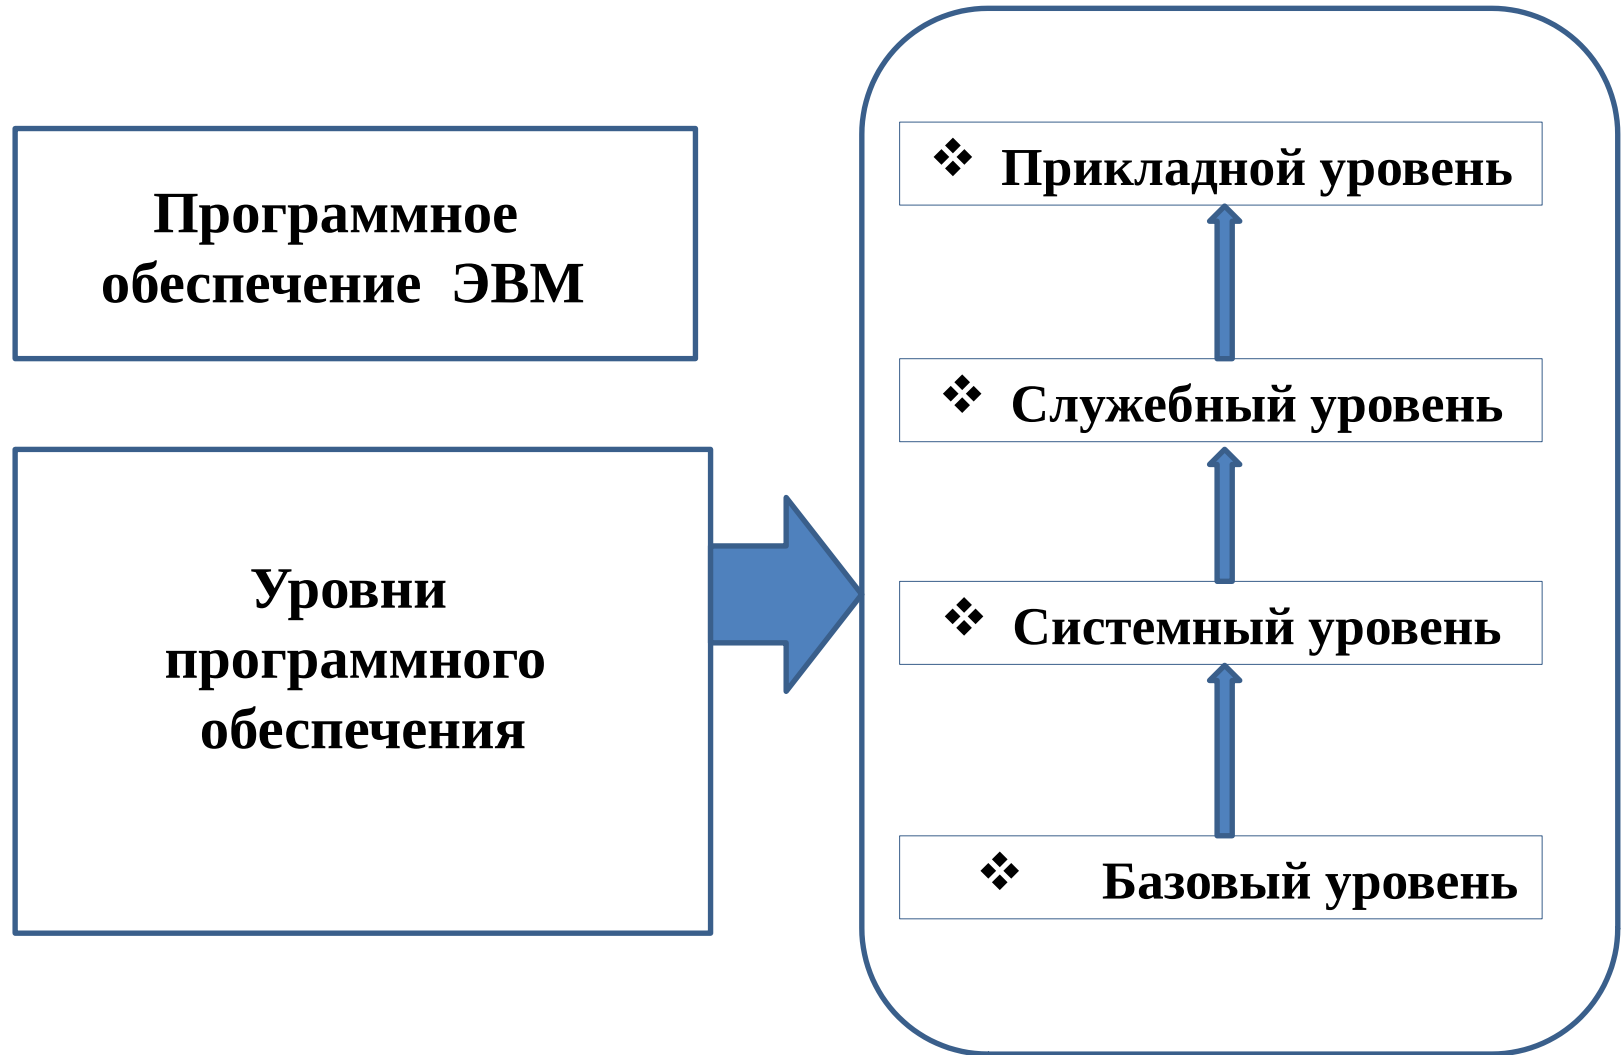 Программное
обеспечение ЭВМ
Уровни
программного
обеспечения
❖ Прикладной уровень
❖ Служебный уровень
❖ Системный уровень
❖ Базовый уровень